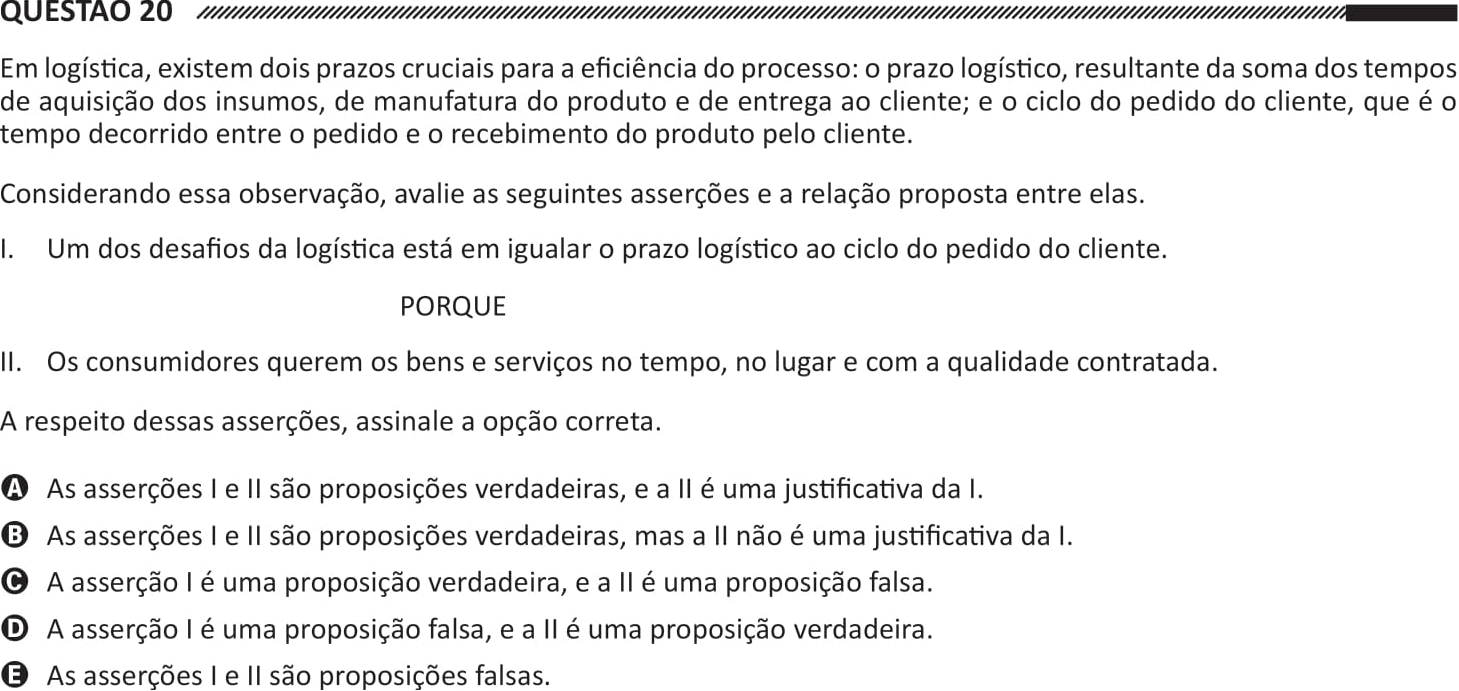 QUESTÃO 20
Em logística, existem dois prazos cruciais para a eficiência do processo: o prazo logístico, resultante da soma dos tempos
de aquisição dos insumos, de manufatura do produto e de entrega ao cliente; e o ciclo do pedido do cliente, que é o
tempo decorrido entre o pedido e o recebimento do produto pelo cliente.
Considerando essa observação, avalie as seguintes asserções e a relação proposta entre elas.
I. Um dos desafios da logística está em igualar o prazo logístico ao ciclo do pedido do cliente.
PORQUE
II. Os consumidores querem os bens e serviços no tempo, no lugar e com a qualidade contratada.
A respeito dessas asserções, assinale a opção correta.
A As asserções I e II são proposições verdadeiras, e a II é uma justificativa da I.
B As asserções I e II são proposições verdadeiras, mas a II não é uma justificativa da I.
C A asserção I é uma proposição verdadeira, e a II é uma proposição falsa.
D A asserção I é uma proposição falsa, e a II é uma proposição verdadeira.
E As asserções I e II são proposições falsas.